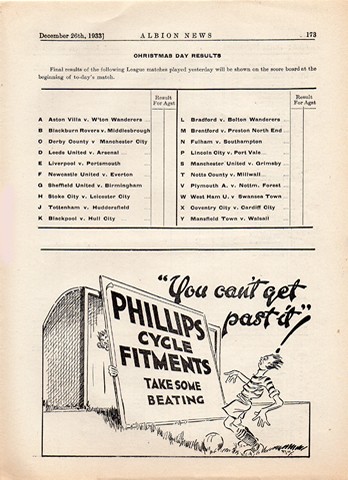 December 26th, 1933] ALBION NEWS 173
CHRISTMAS DAY RESULTS
Final results of the following League matches played yesterday will be shown on the score board at the
beginning of to-day's match.
Result
For Agst
Result
For Agst
A Aston Villa v. W'ton Wanderers
B Blackburn Rovers v. Middlesbrough
C Derby County v Manchester City
D Leeds United v. Arsenal
E Liverpool v. Portsmouth
F Newcastle United v. Everton
G Sheffield United v. Birmingham
H Stoke City v. Leicester City
J Tottenham v. Huddersfield
K Blackpool v. Hull City
L Bradford v. Bolton Wanderers
M Brentford v. Preston North End
N Fulham v. Southampton
P Lincoln City v. Port Vale
S Manchester United v. Grimsby
T Notts County v. Millwall
V Plymouth A. v. Nottm. Forest
W West Ham U. v Swansea Town
X Coventry City v. Cardiff City
Y Mansfield Town v. Walsall
"You can't get
past it"!
PHILLIPS
CYCLE
FITMENTS
TAKE SOME
BEATING